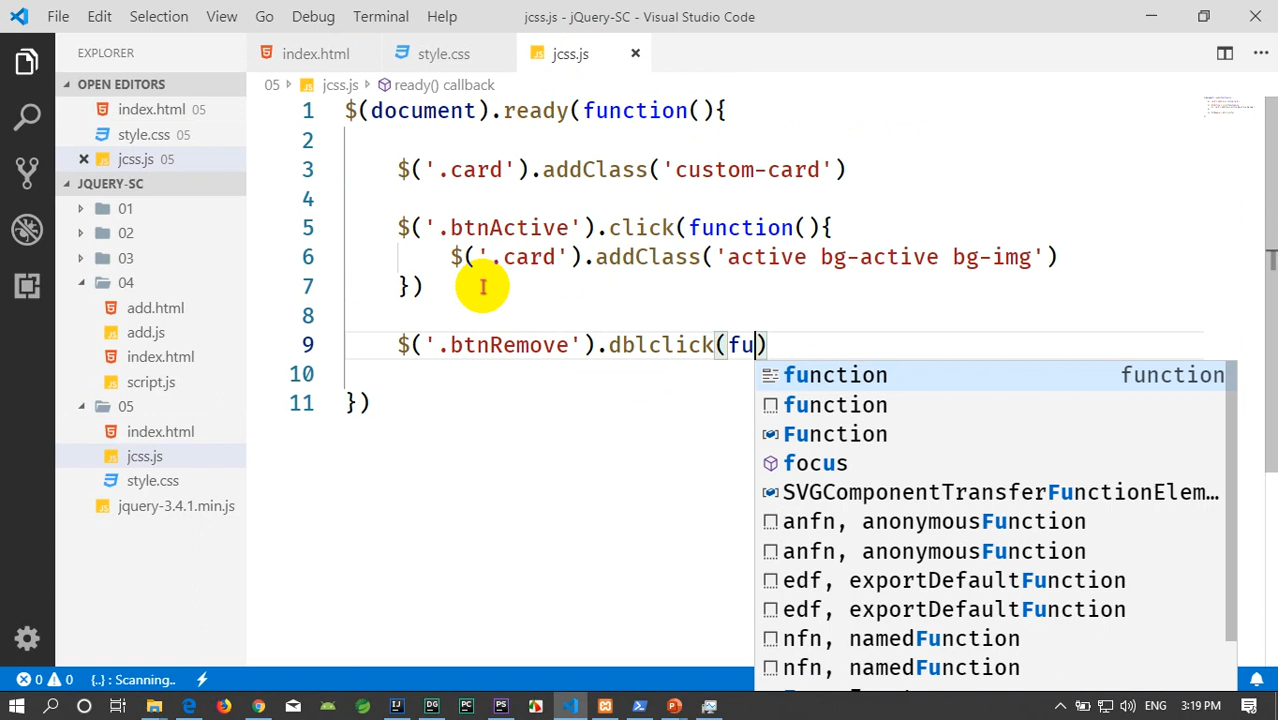 File Edit Selection View Go Debug Terminal Help jcss.js - jQuery-SC - Visual Studio Code
EXPLORER
OPEN EDITORS
index.html 05
style.css 05
jcss.js 05
JQUERY-SC
01
02
03
04
add.html
add.js
index.html
script.js
05
index.html
jcss.js
style.css
jquery-3.4.1.min.js
index.html style.css jcss.js
05 jcss.js ready() callback
1 $(document).ready(function(){
2
3 $('.card').addClass('custom-card')
4
5 $('.btnActive').click(function(){
6 $('.card').addClass('active bg-active bg-img')
7 })
8
9 $('.btnRemove').dblclick(fu)
10
11 })
function function
function
Function
focus
SVGComponentTransferFunctionElem…
anfn, anonymousFunction
anfn, anonymousFunction
edf, exportDefaultFunction
edf, exportDefaultFunction
nfn, namedFunction
nfn, namedFunction
0 0 {..} : Scanning..
3:19 PM